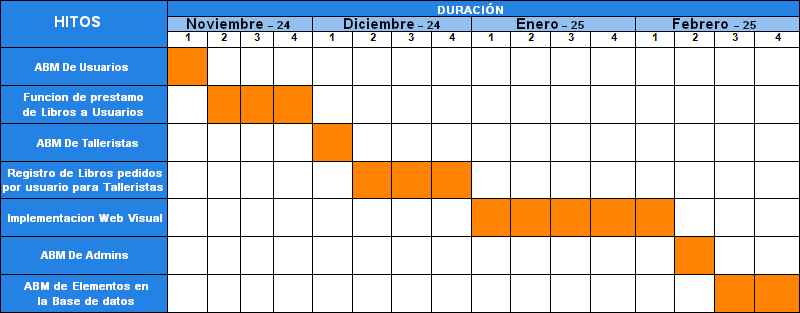 HITOS
DURACIÓN
Noviembre - 24 Diciembre - 24 Enero - 25 Febrero - 25
1 2 3 4 1 2 3 4 1 2 3 4 1 2 3 4
ABM De Usuarios
Funcion de prestamo
de Libros a Usuarios
ABM De Talleristas
Registro de Libros pedidos
por usuario para Talleristas
Implementacion Web Visual
ABM De Admins
ABM de Elementos en
la Base de datos